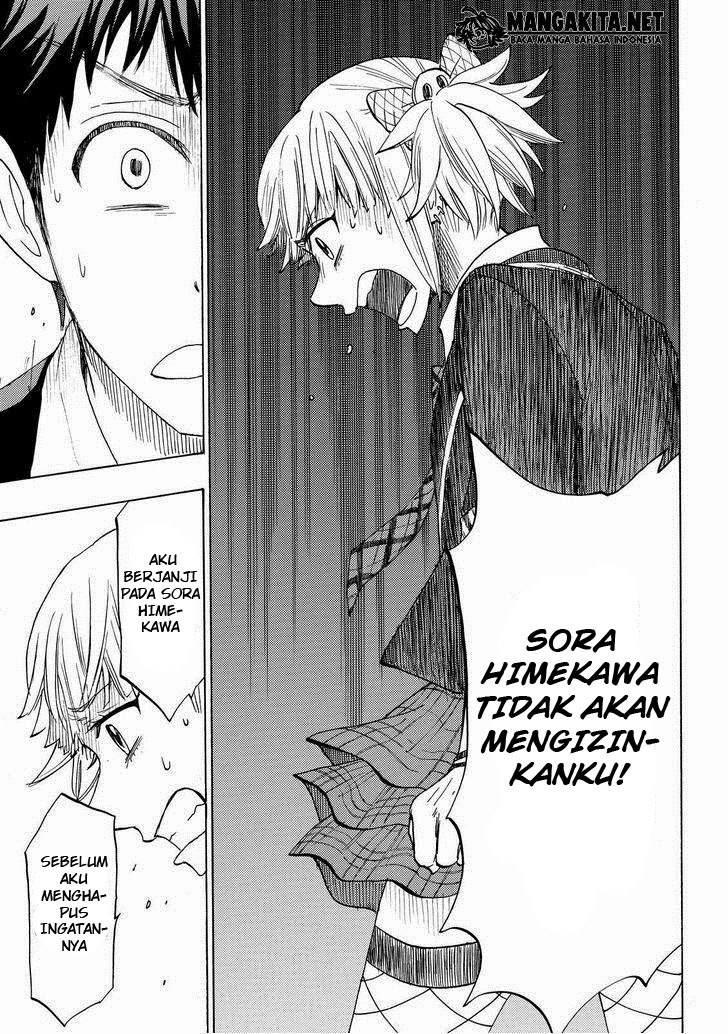 MANGAKITA.NET
BACA MANGA BAHASA INDONESIA
SORA
HIMEKAWA
TIDAK AKAN
MENGIZIN-
KANKU!
AKU
BERJANJI
PADA SORA
HIME-
KAWA
SEBELUM
AKU
MENGHA-
PUS
INGATAN-
NYA